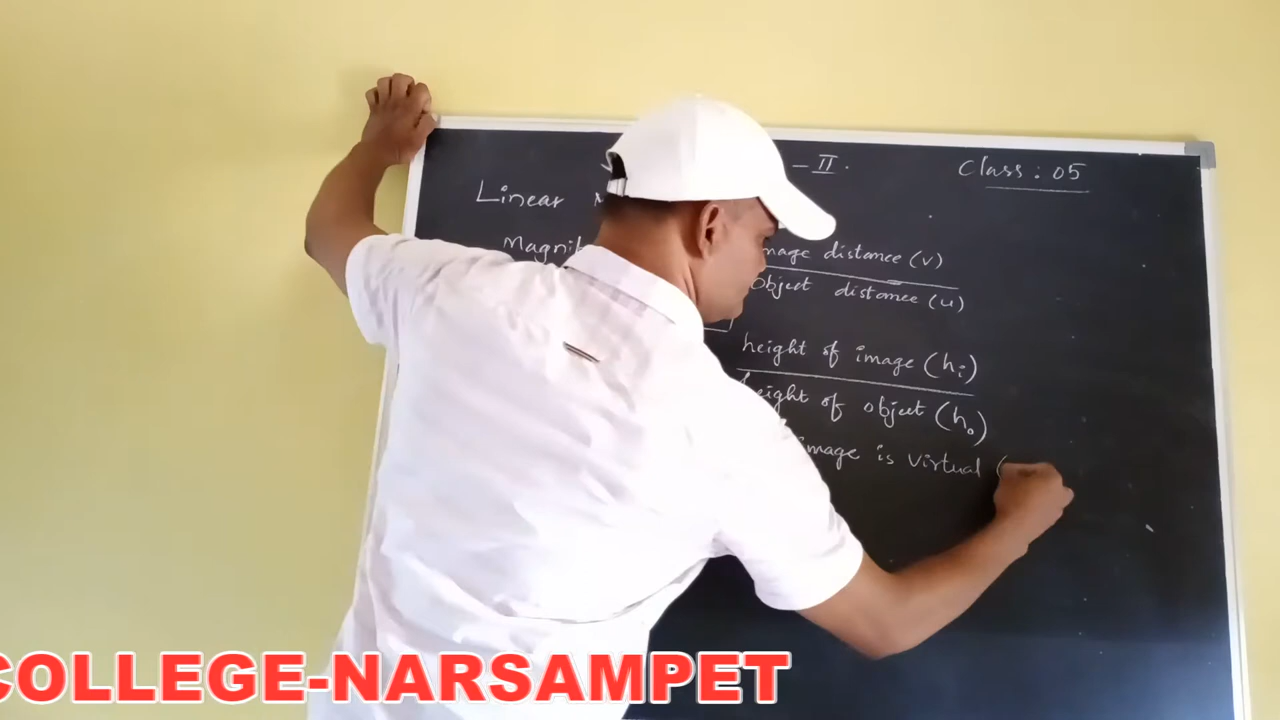 - II. Class : 05
Linear
Magni
image distance (v)
Object distance (u)
height of image (hi)
height of object (ho)
image is virtual (
COLLEGE-NARSAMPET